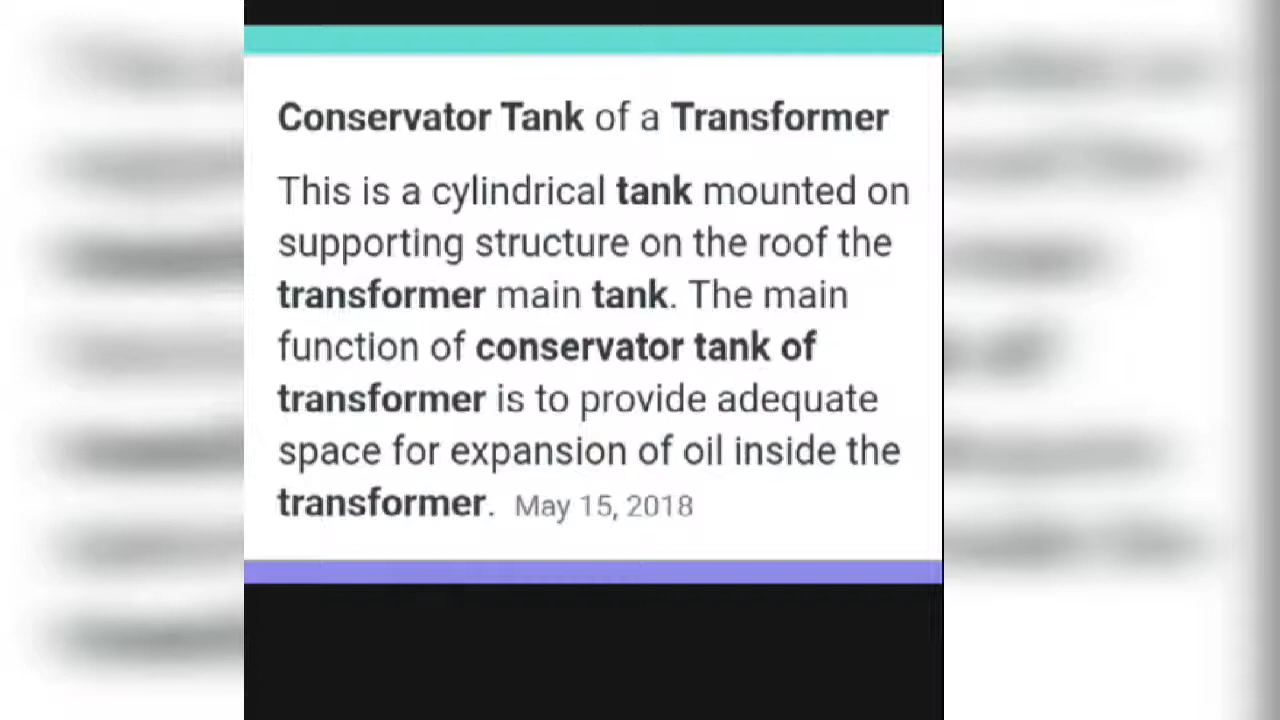 Conservator Tank of a Transformer
This is a cylindrical tank mounted on
supporting structure on the roof the
transformer main tank. The main
function of conservator tank of
transformer is to provide adequate
space for expansion of oil inside the
transformer. May 15, 2018